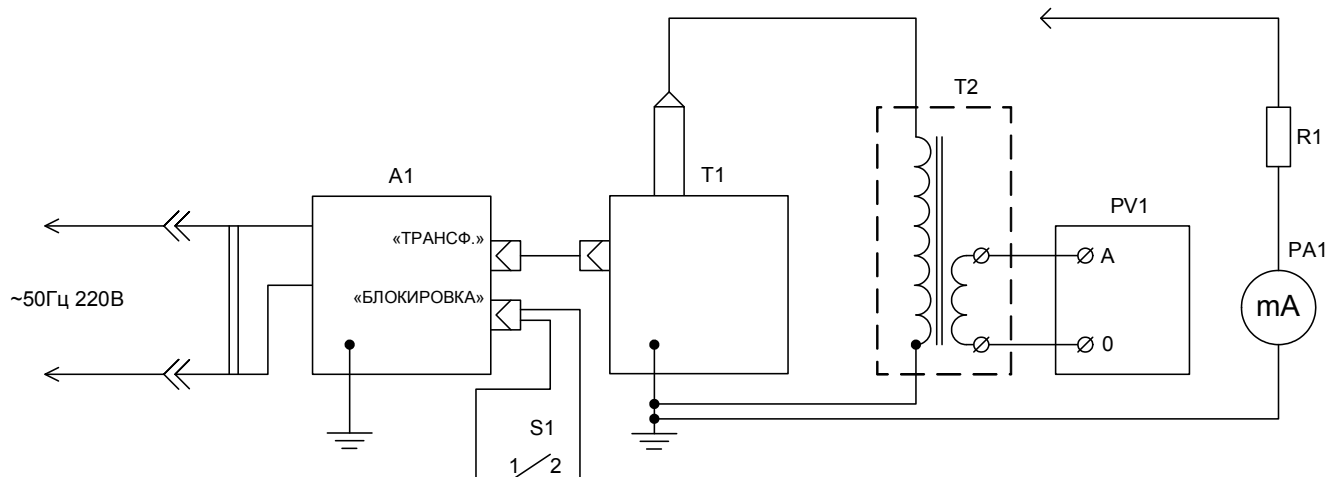 T2
R1
A1
T1
PV1
«ТРАНСФ.»
A
PA1
~50Гц 220В
«БЛОКИРОВКА»
mA
0
S1
1 2